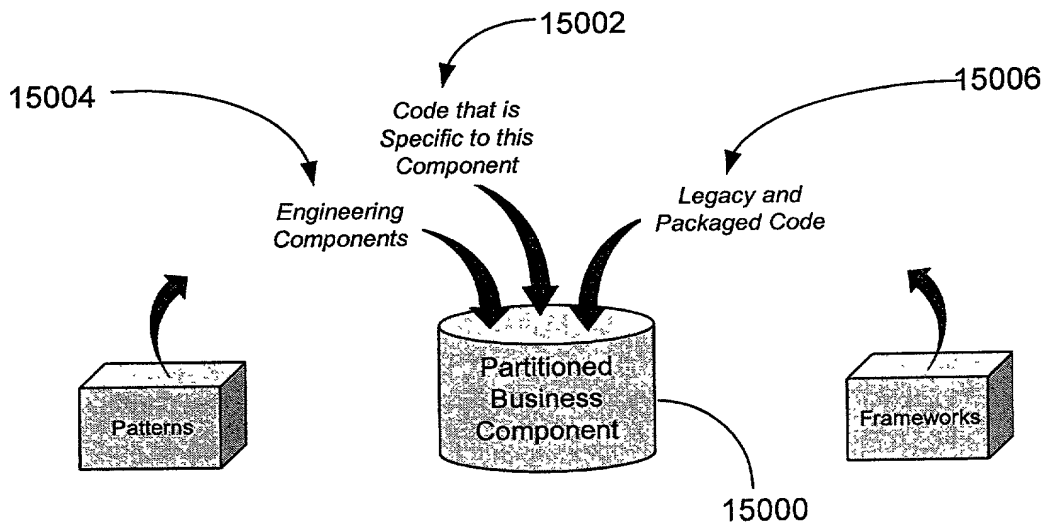 15002
15004
15006
Code that is
Specific to this
Component
Engineering
Components
Legacy and
Packaged Code
Partitioned
Business
Component
Patterns
Frameworks
15000